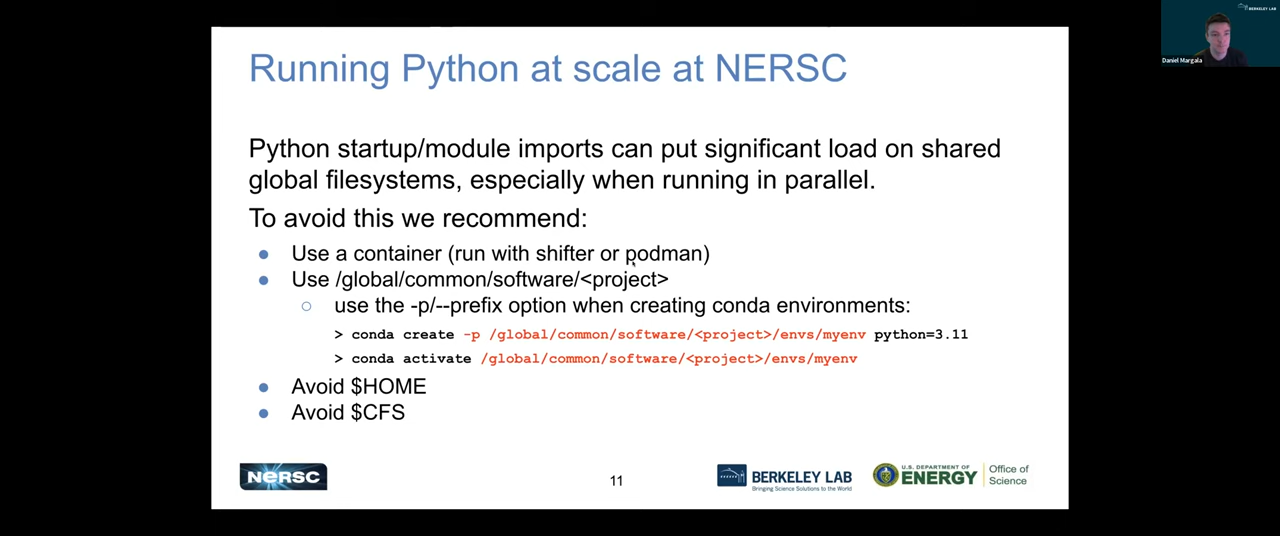 BERKELEY LAB
Daniel Margala
Running Python at scale at NERSC
Python startup/module imports can put significant load on shared
global filesystems, especially when running in parallel.
To avoid this we recommend:
● Use a container (run with shifter or podman)
● Use /global/common/software/<project>
○ use the -p/--prefix option when creating conda environments:
> conda create -p /global/common/software/<project>/envs/myenv python=3.11
> conda activate /global/common/software/<project>/envs/myenv
● Avoid $HOME
● Avoid $CFS
NERSC
11
BERKELEY LAB
Bringing Science Solutions to the World
U.S. DEPARTMENT OF
ENERGY
Office of
Science